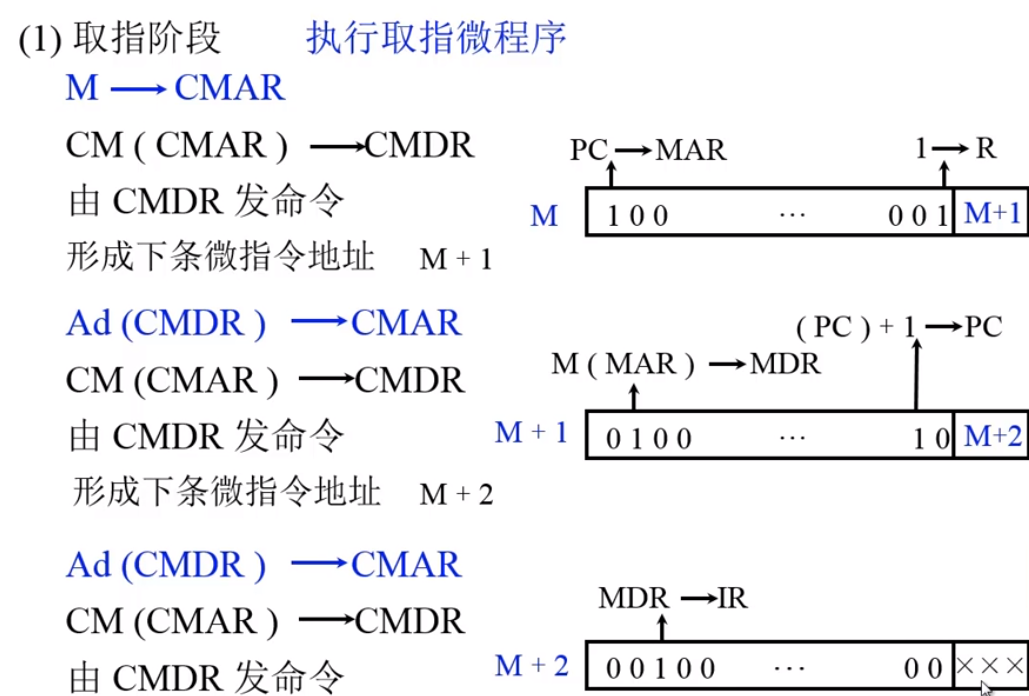 (1) 取指阶段 执行取指微程序
M → CMAR
CM ( CMAR ) → CMDR
由 CMDR 发命令
形成下条微指令地址 M + 1
PC → MAR 1 → R
M 1 0 0 ··· 0 0 1 M+1
Ad (CMDR ) → CMAR
CM (CMAR ) → CMDR
由 CMDR 发命令
形成下条微指令地址 M + 2
( PC ) + 1 → PC
M ( MAR ) → MDR
M + 1 0 1 0 0 ··· 1 0 M+2
Ad (CMDR ) → CMAR
CM (CMAR ) → CMDR
由 CMDR 发命令
MDR → IR
M + 2 0 0 1 0 0 ··· 0 0 ×××